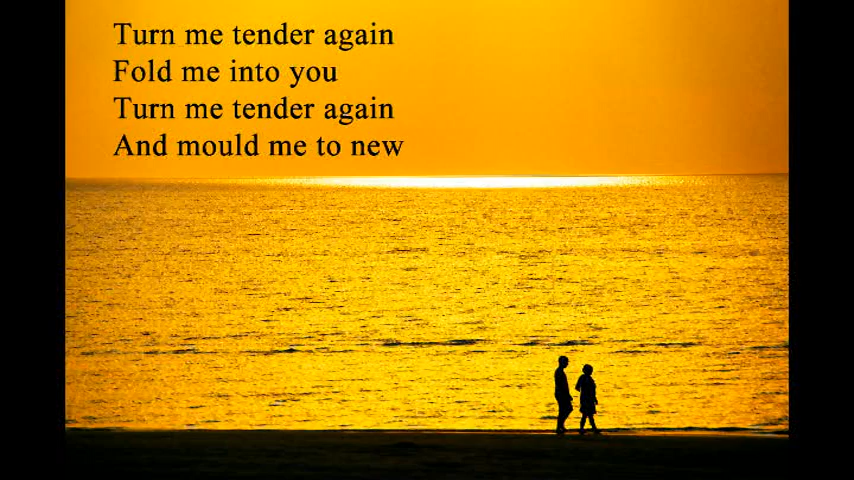 Turn me tender again
Fold me into you
Turn me tender again
And mould me to new